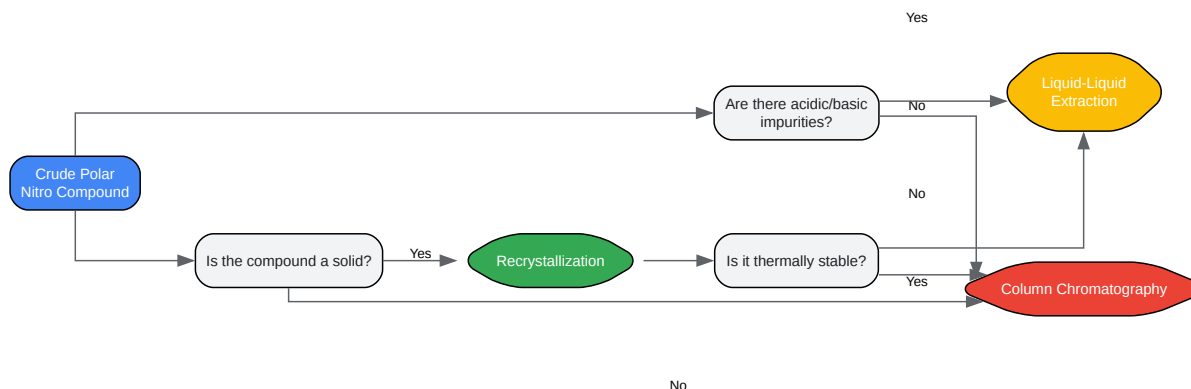 Yes
Liquid-Liquid
Extraction
Are there acidic/basic
impurities?
No
Crude Polar
Nitro Compound
No
Is the compound a solid?
Yes
Recrystallization
Is it thermally stable?
Yes
Column Chromatography
No